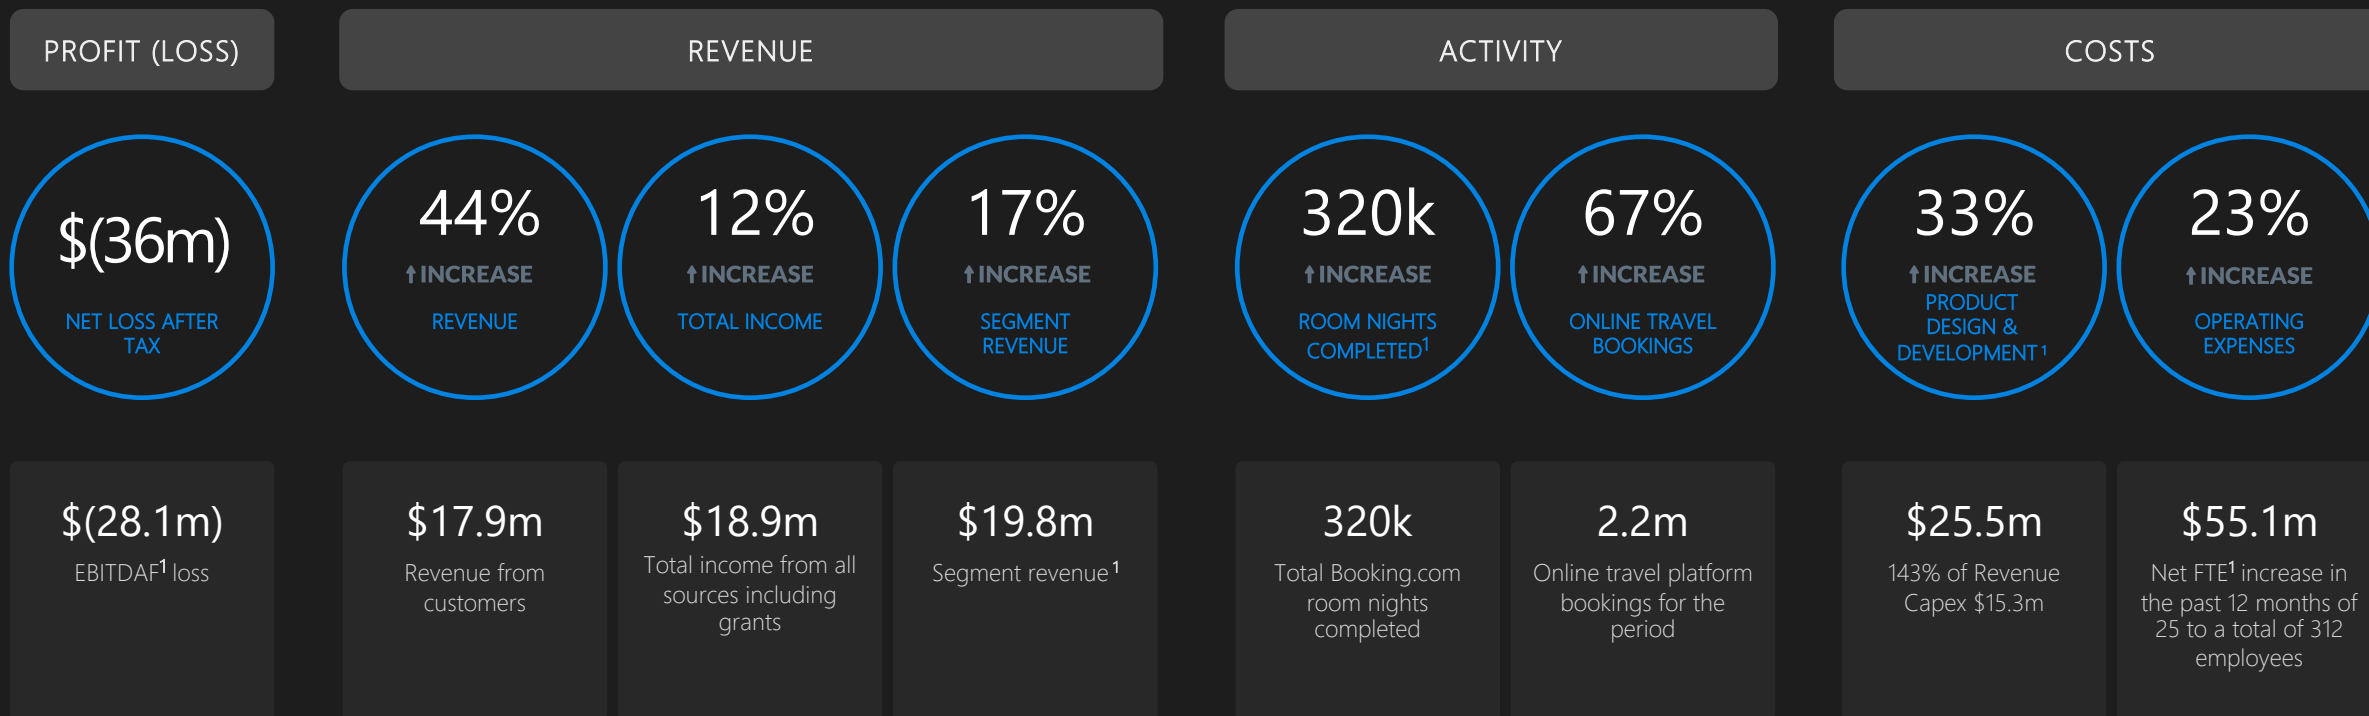 PROFIT (LOSS)
$(36m)
NET LOSS AFTER
TAX
$(28.1m)
EBITDAF¹ loss
REVENUE
44%
↑ INCREASE
REVENUE
$17.9m
Revenue from
customers
12%
↑ INCREASE
TOTAL INCOME
$18.9m
Total income from all
sources including
grants
17%
↑ INCREASE
SEGMENT
REVENUE
$19.8m
Segment revenue ¹
ACTIVITY
320k
↑ INCREASE
ROOM NIGHTS
COMPLETED¹
320k
Total Booking.com
room nights
completed
67%
↑ INCREASE
ONLINE TRAVEL
BOOKINGS
2.2m
Online travel platform
bookings for the
period
COSTS
33%
↑ INCREASE
PRODUCT
DESIGN &
DEVELOPMENT ¹
$25.5m
143% of Revenue
Capex $15.3m
23%
↑ INCREASE
OPERATING
EXPENSES
$55.1m
Net FTE¹ increase in
the past 12 months of
25 to a total of 312
employees